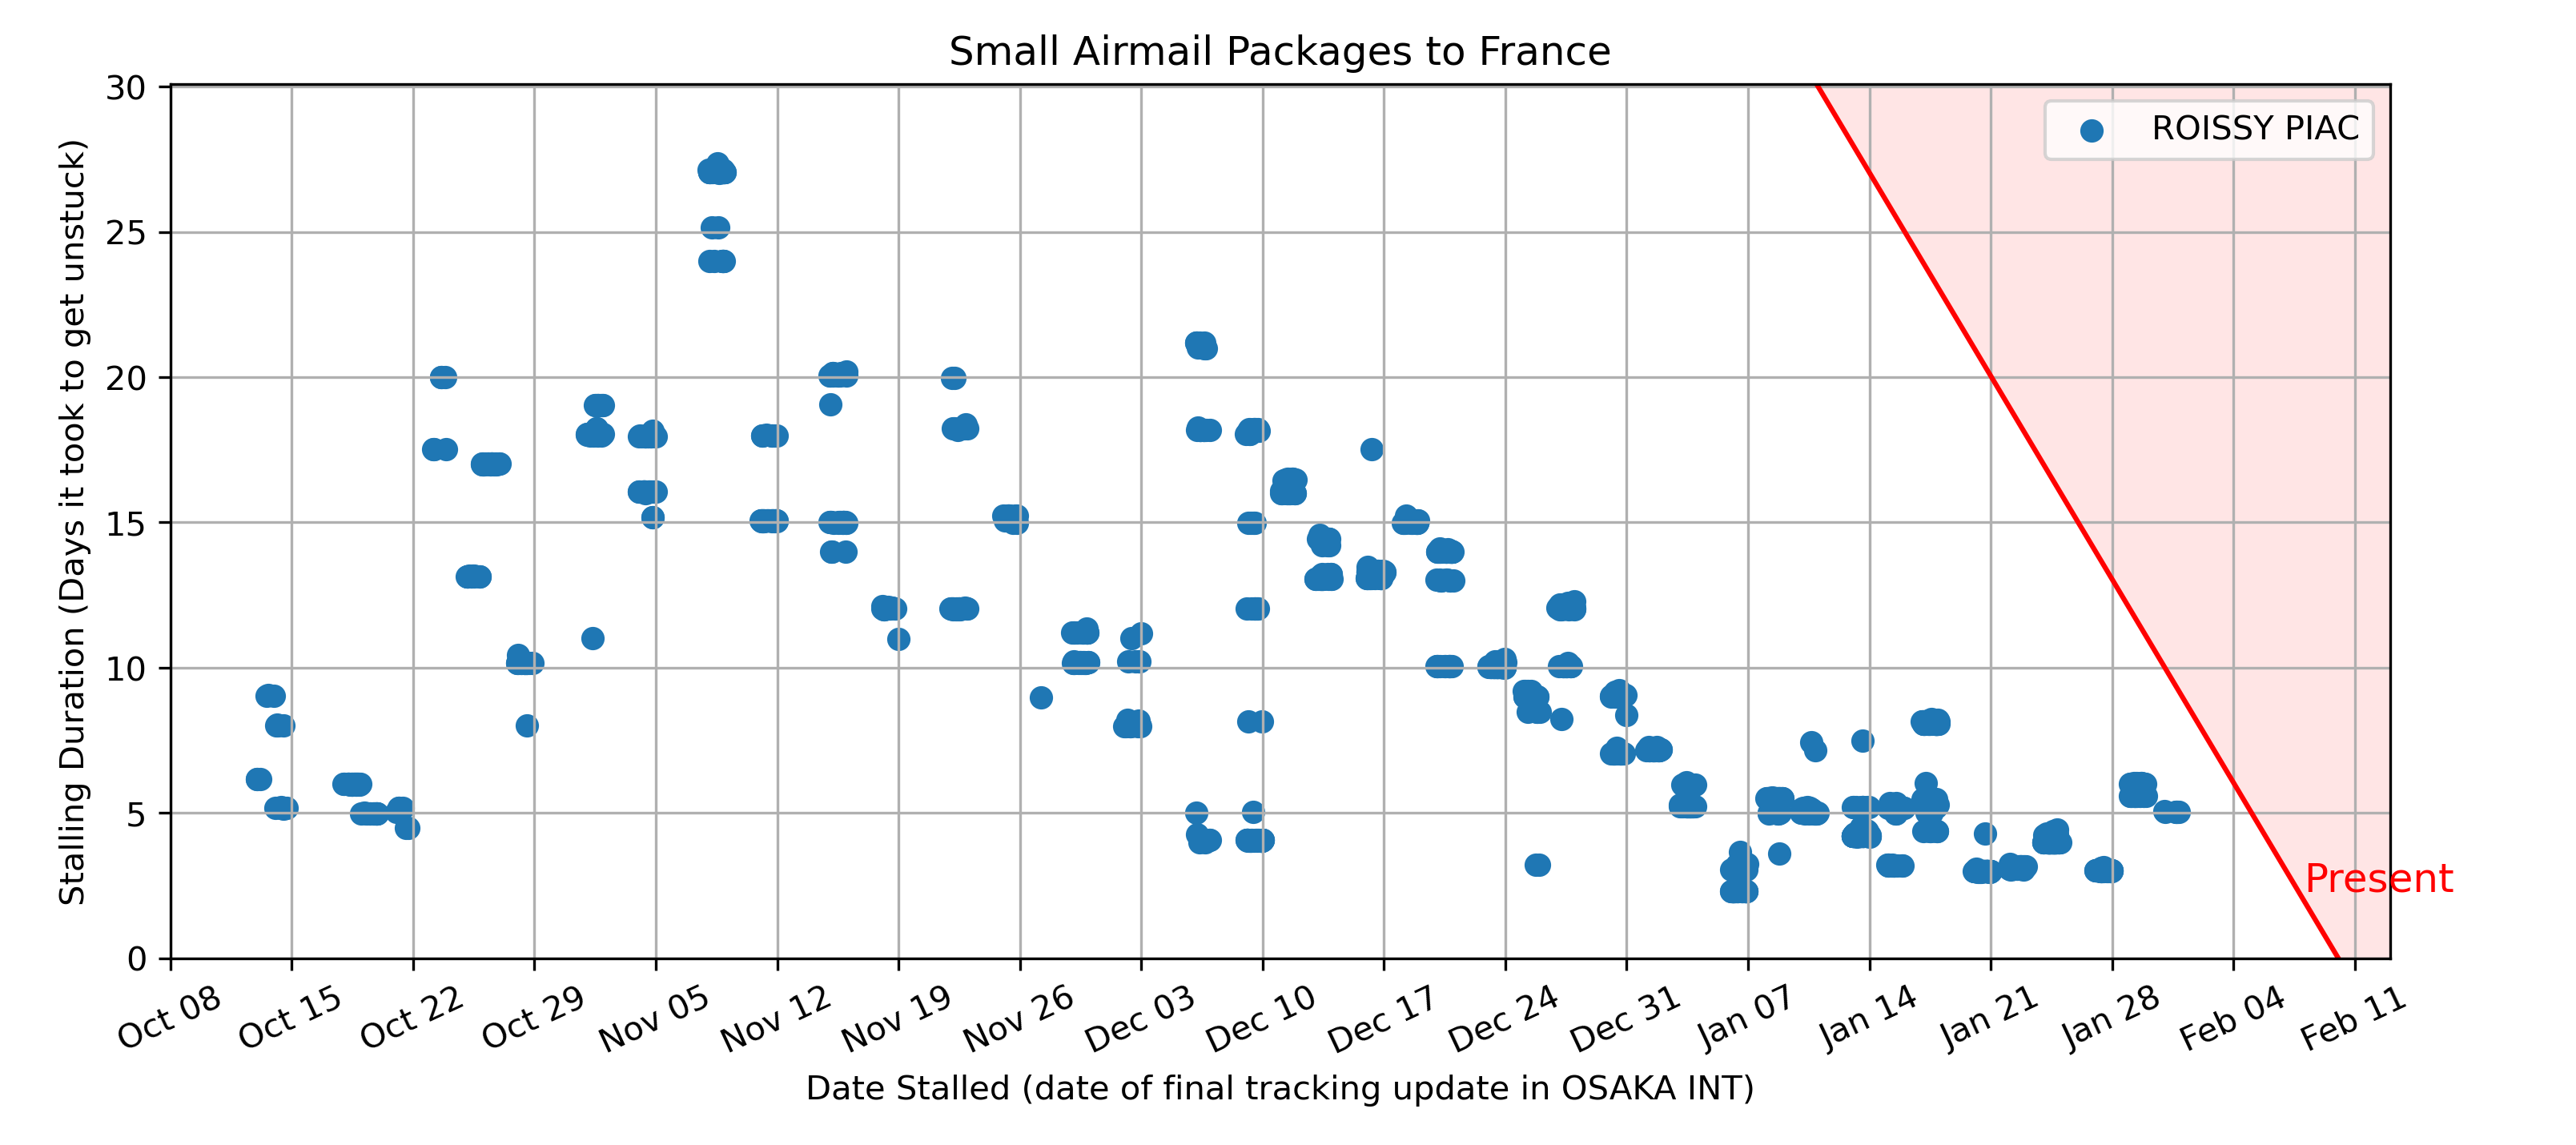 Small Airmail Packages to France
ROISSY PIAC
Stalling Duration (Days it took to get unstuck)
30
25
20
15
10
5
0
Present
Oct 08
Oct 15
Oct 22
Oct 29
Nov 05
Nov 12
Nov 19
Nov 26
Dec 03
Dec 10
Dec 17
Dec 24
Dec 31
Jan 07
Jan 14
Jan 21
Jan 28
Feb 04
Feb 11
Date Stalled (date of final tracking update in OSAKA INT)